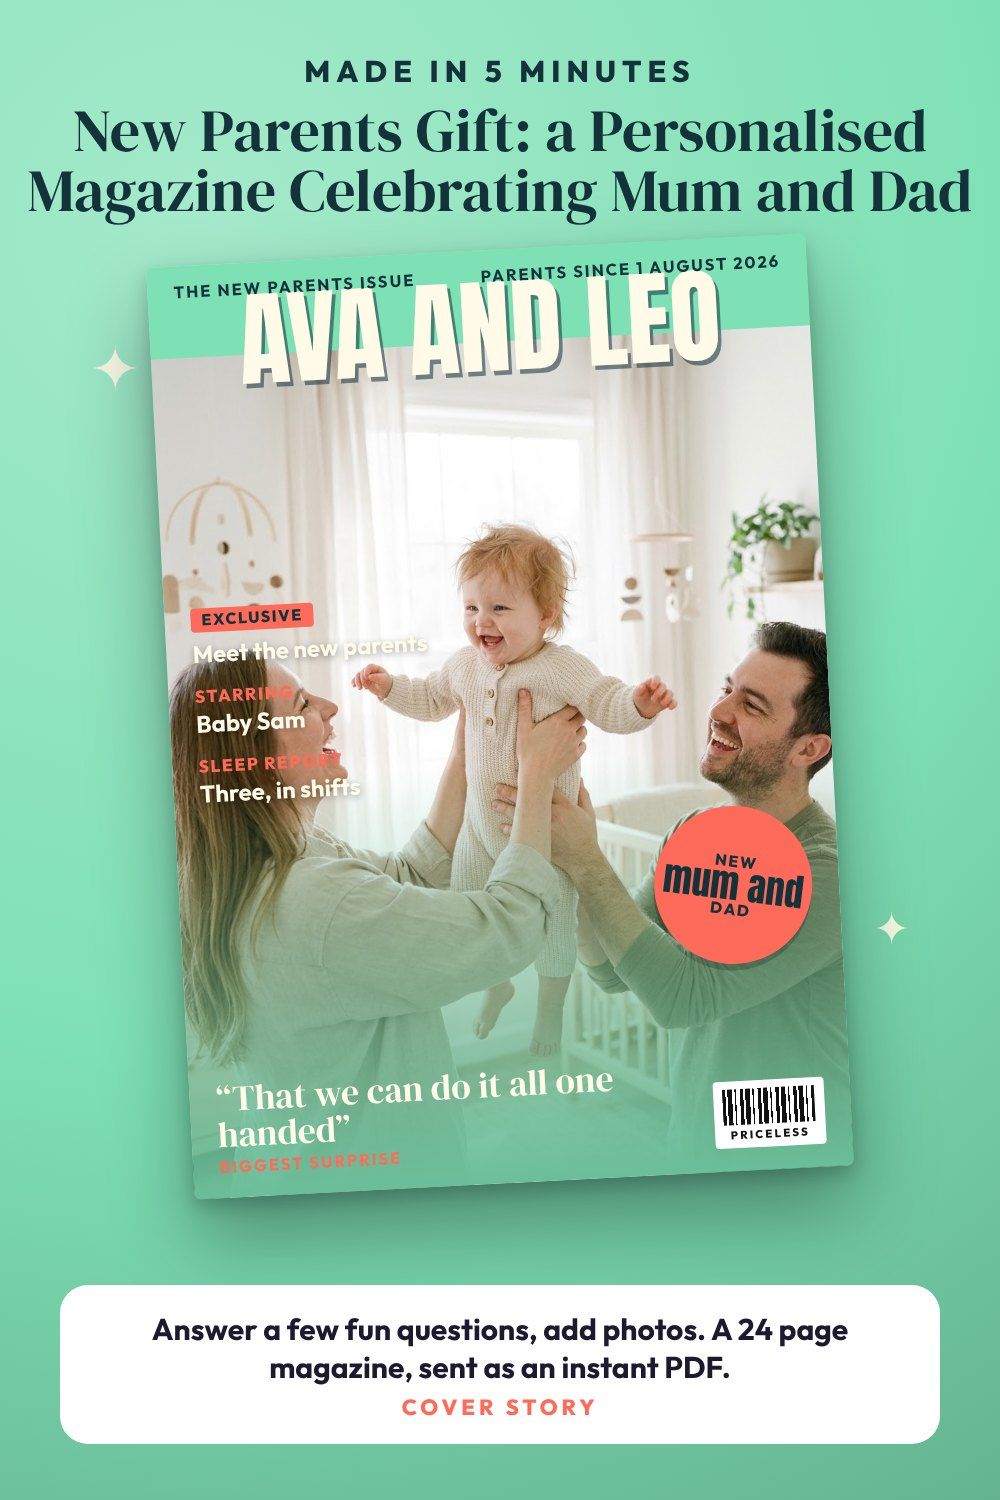 MADE IN 5 MINUTES
New Parents Gift: a Personalised
Magazine Celebrating Mum and Dad
THE NEW PARENTS ISSUE
PARENTS SINCE 1 AUGUST 2026
AVA AND LEO
EXCLUSIVE
Meet the new parents
STARRING
Baby Sam
SLEEP REPORT
Three, in shifts
NEW
mum and
DAD
“That we can do it all one
handed”
BIGGEST SURPRISE
PRICELESS
Answer a few fun questions, add photos. A 24 page
magazine, sent as an instant PDF.
COVER STORY